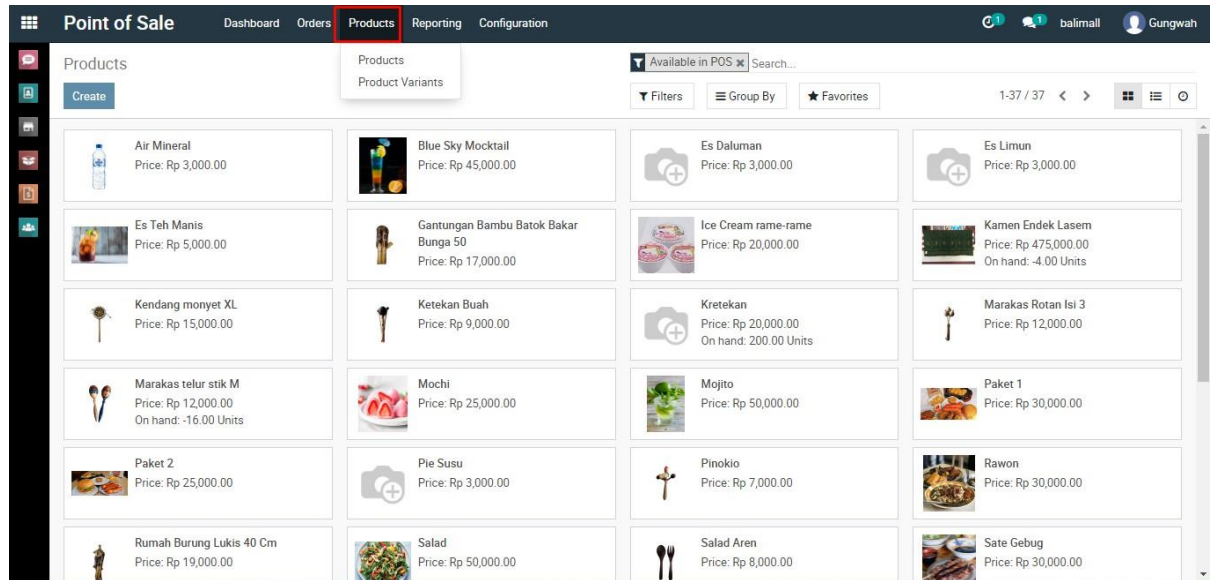 Point of Sale Dashboard Orders Products Reporting Configuration 1 1 balimall Gungwah
Products
Products
Product Variants
Available in POS Search...
Create
Filters Group By Favorites 1-37 / 37
Air Mineral
Price: Rp 3,000.00
Blue Sky Mocktail
Price: Rp 45,000.00
Es Daluman
Price: Rp 3,000.00
Es Limun
Price: Rp 3,000.00
Es Teh Manis
Price: Rp 5,000.00
Gantungan Bambu Batok Bakar
Bunga 50
Price: Rp 17,000.00
Ice Cream rame-rame
Price: Rp 20,000.00
Kamen Endek Lasem
Price: Rp 475,000.00
On hand: -4.00 Units
Kendang monyet XL
Price: Rp 15,000.00
Ketekan Buah
Price: Rp 9,000.00
Kretekan
Price: Rp 20,000.00
On hand: 200.00 Units
Marakas Rotan Isi 3
Price: Rp 12,000.00
Marakas telur stik M
Price: Rp 12,000.00
On hand: -16.00 Units
Mochi
Price: Rp 25,000.00
Mojito
Price: Rp 50,000.00
Paket 1
Price: Rp 30,000.00
Paket 2
Price: Rp 25,000.00
Pie Susu
Price: Rp 3,000.00
Pinokio
Price: Rp 7,000.00
Rawon
Price: Rp 30,000.00
Rumah Burung Lukis 40 Cm
Price: Rp 19,000.00
Salad
Price: Rp 50,000.00
Salad Aren
Price: Rp 8,000.00
Sate Gebug
Price: Rp 30,000.00